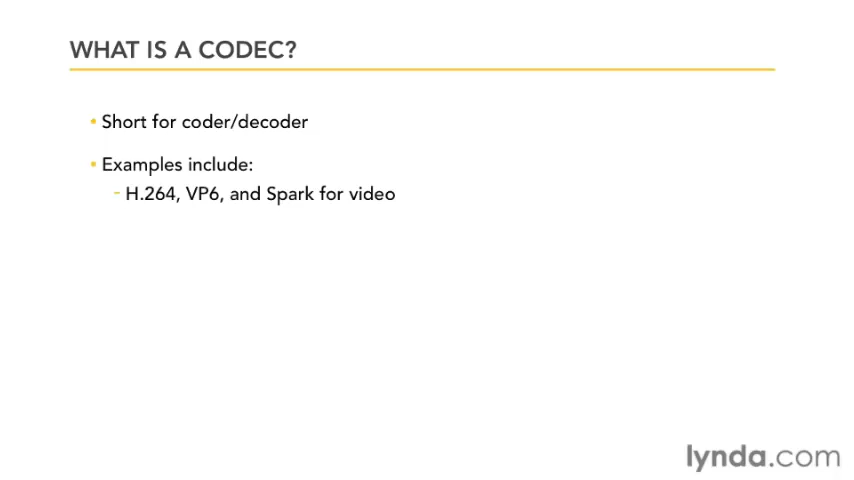 WHAT IS A CODEC?
• Short for coder/decoder
• Examples include:
- H.264, VP6, and Spark for video
lynda.com